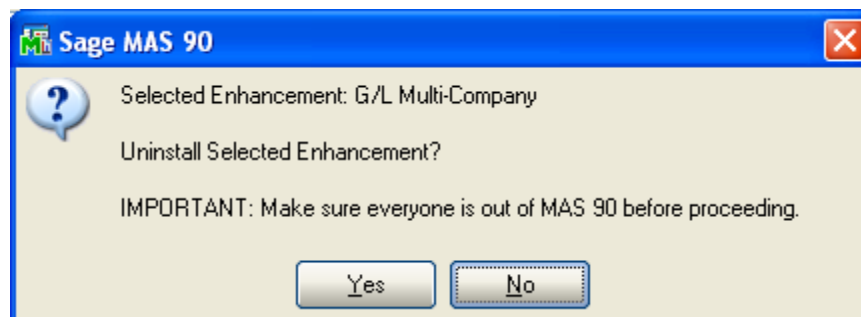 Sage MAS 90
Selected Enhancement: G/L Multi-Company
Uninstall Selected Enhancement?
IMPORTANT: Make sure everyone is out of MAS 90 before proceeding.
Yes No